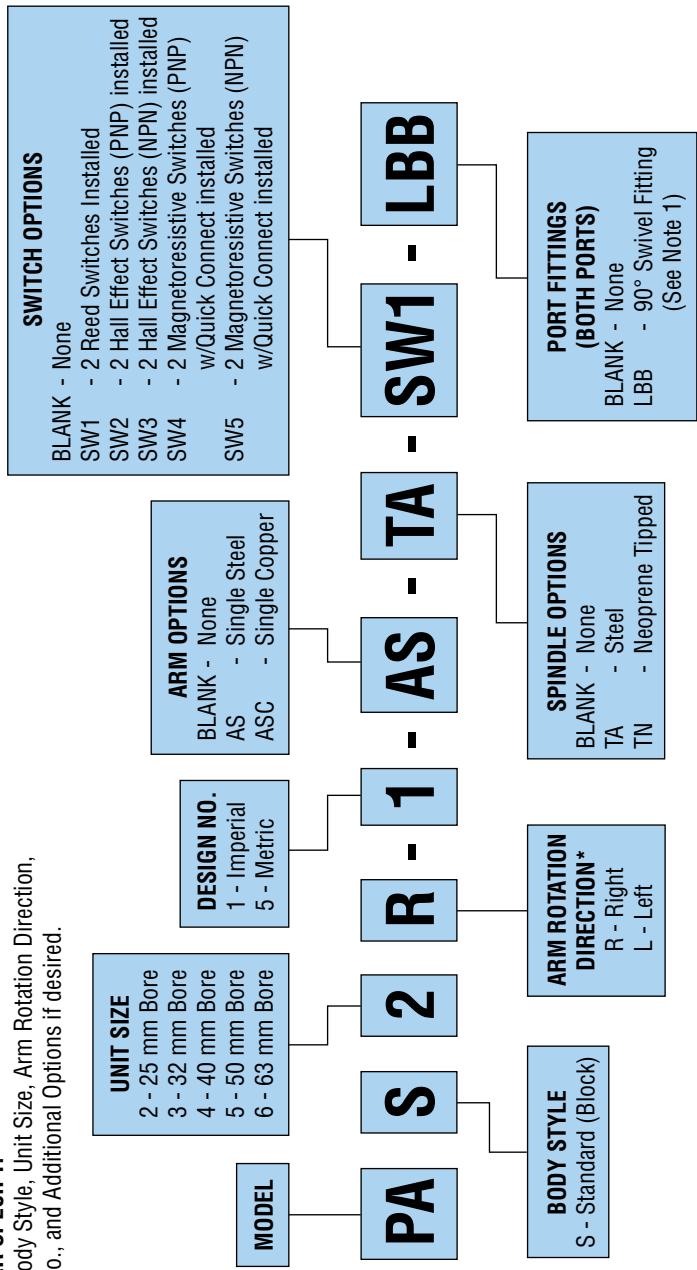 ody Style, Unit Size, Arm Rotation Direction,
o., and Additional Options if desired.
MODEL
UNIT SIZE
2 - 25 mm Bore
3 - 32 mm Bore
4 - 40 mm Bore
5 - 50 mm Bore
6 - 63 mm Bore
DESIGN NO.
1 - Imperial
5 - Metric
ARM OPTIONS
BLANK - None
AS - Single Steel
ASC - Single Copper
SWITCH OPTIONS
BLANK - None
SW1 - 2 Reed Switches Installed
SW2 - 2 Hall Effect Switches (PNP) installed
SW3 - 2 Hall Effect Switches (NPN) installed
SW4 - 2 Magnetoresistive Switches (PNP)
w/Quick Connect installed
SW5 - 2 Magnetoresistive Switches (NPN)
w/Quick Connect installed
PA S 2 R - 1 - AS - TA - SW1 - LBB
BODY STYLE
S - Standard (Block)
ARM ROTATION
DIRECTION*
R - Right
L - Left
SPINDLE OPTIONS
BLANK - None
TA - Steel
TN - Neoprene Tipped
PORT FITTINGS
(BOTH PORTS)
BLANK - None
LBB - 90° Swivel Fitting
(See Note 1)